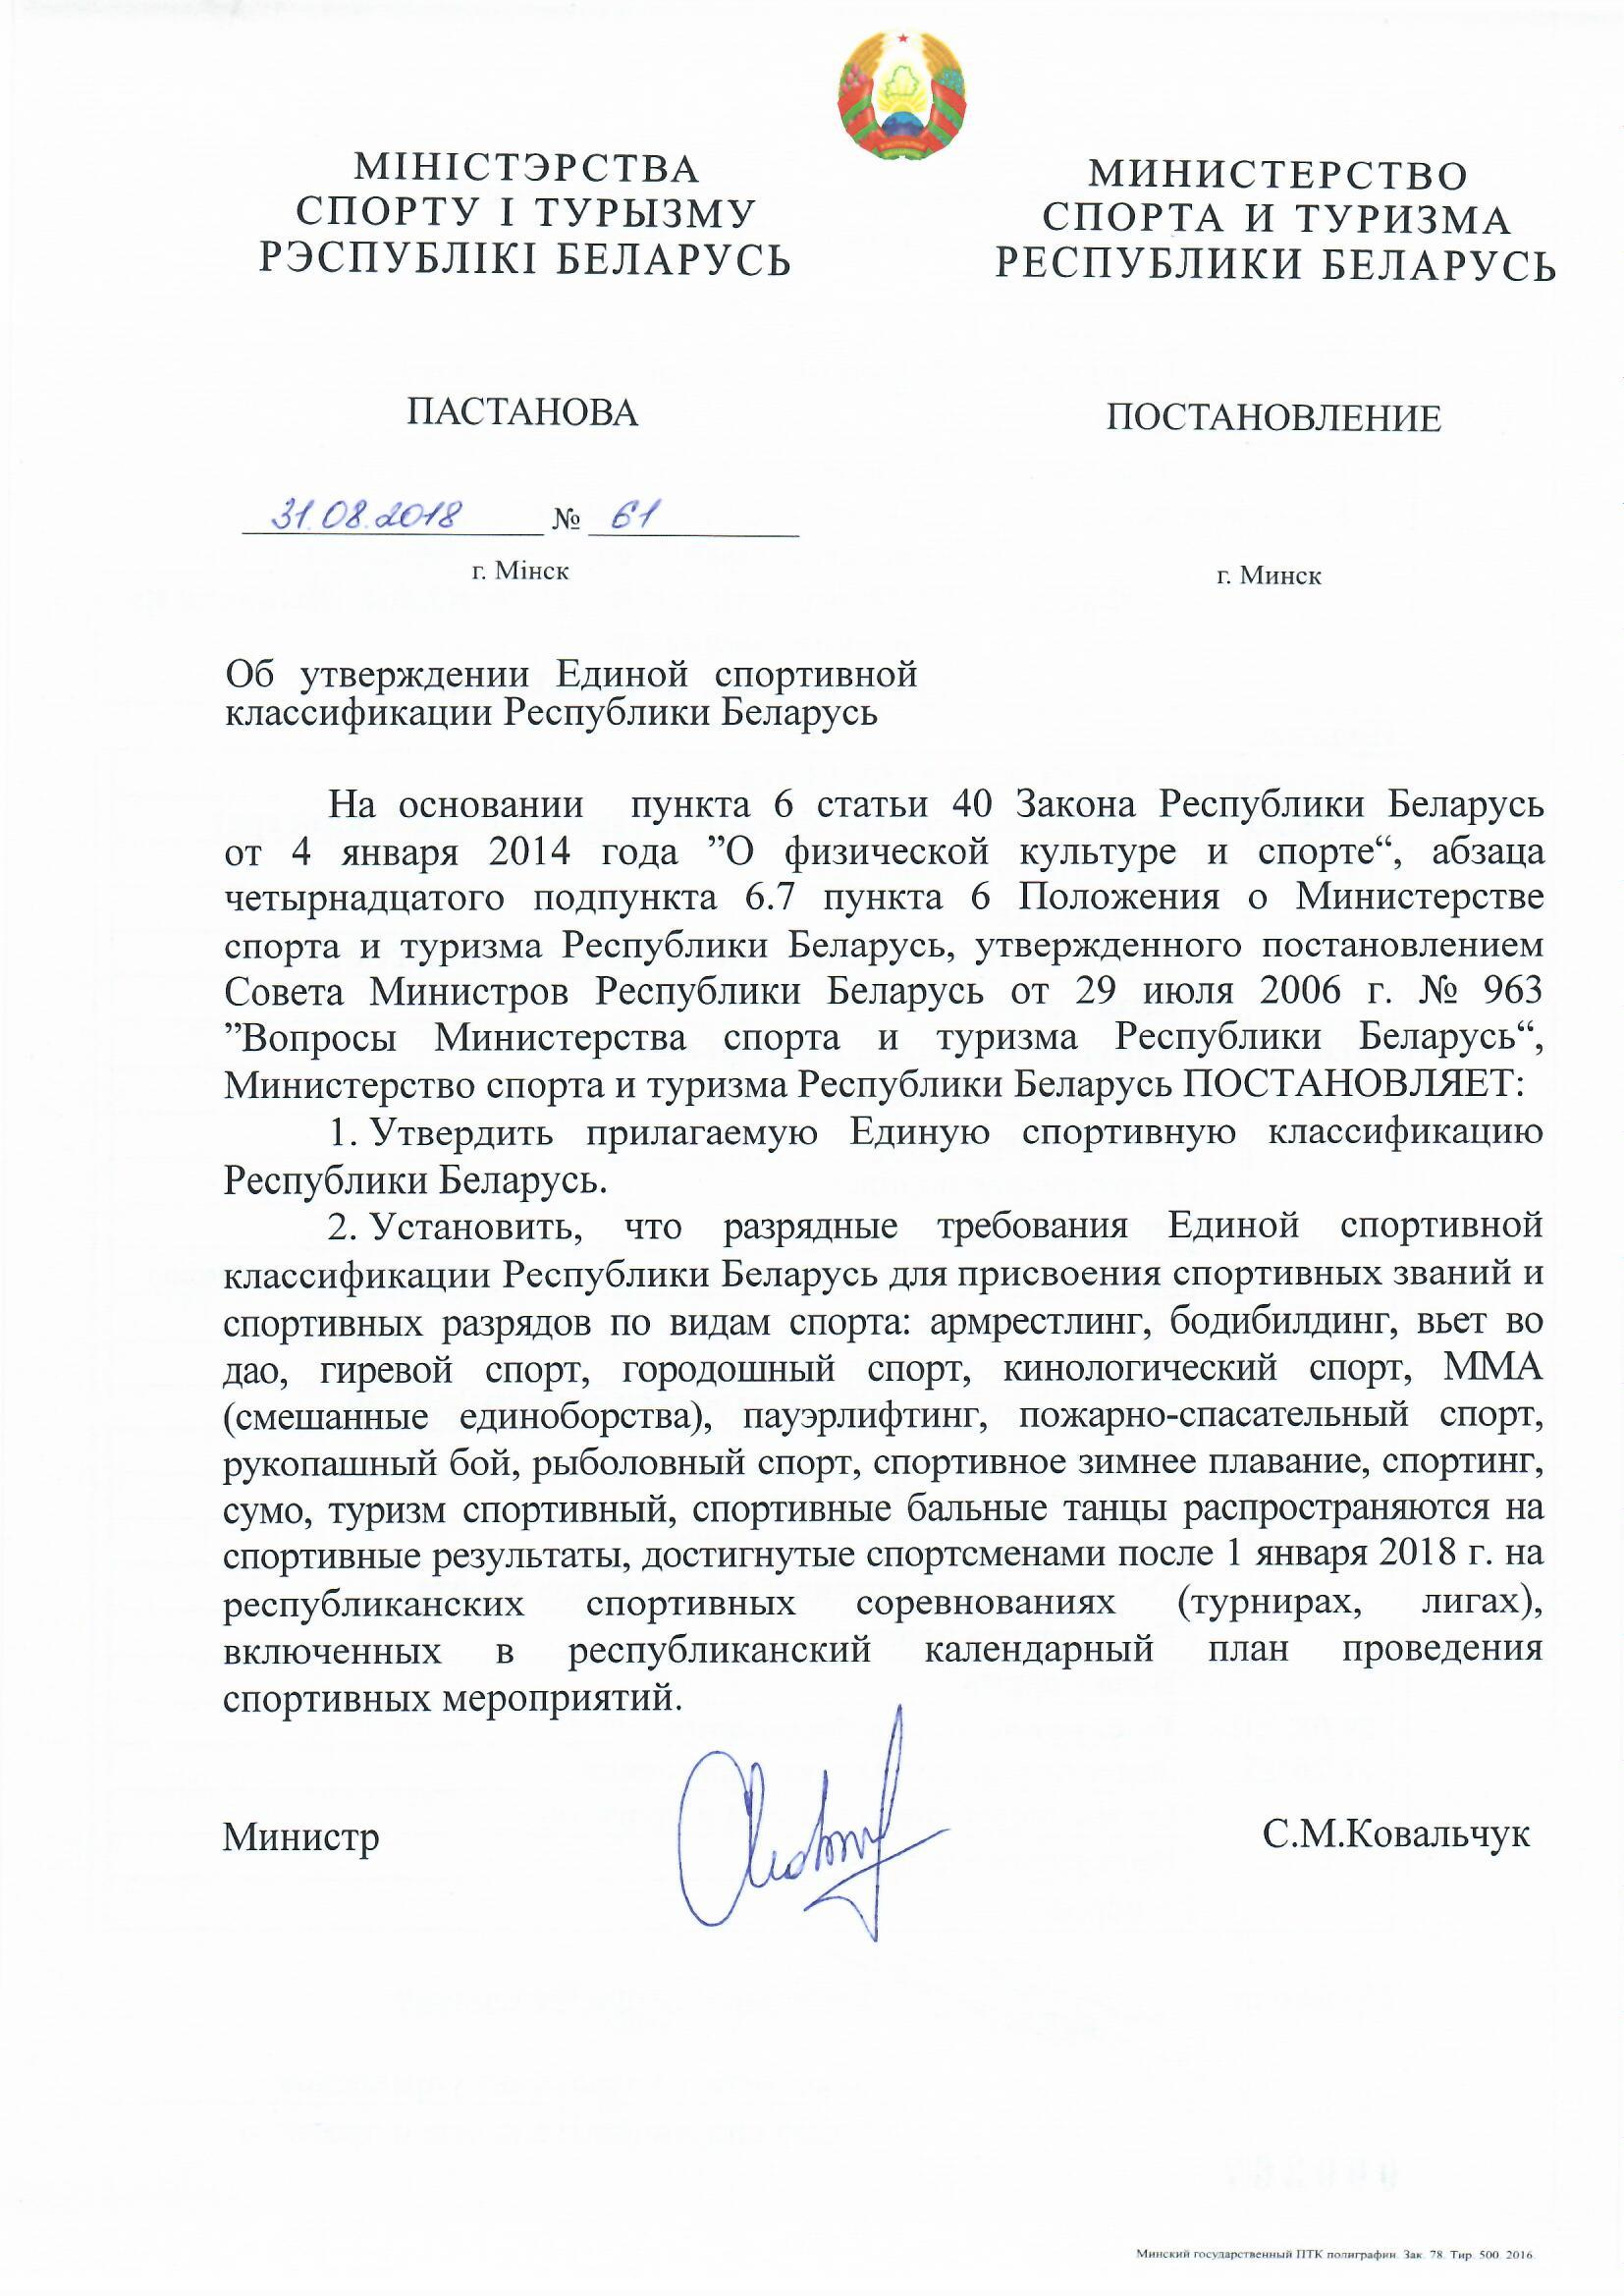 МІНІСТЭРСТВА
СПОРТУ І ТУРЫЗМУ
РЭСПУБЛІКІ БЕЛАРУСЬ
МИНИСТЕРСТВО
СПОРТА И ТУРИЗМА
РЕСПУБЛИКИ БЕЛАРУСЬ
ПАСТАНОВА
ПОСТАНОВЛЕНИЕ
31.08.2018 № 61
г. Мінск
г. Минск
Об утверждении Единой спортивной
классификации Республики Беларусь
На основании пункта 6 статьи 40 Закона Республики Беларусь
от 4 января 2014 года ”О физической культуре и спорте“, абзаца
четырнадцатого подпункта 6.7 пункта 6 Положения о Министерстве
спорта и туризма Республики Беларусь, утвержденного постановлением
Совета Министров Республики Беларусь от 29 июля 2006 г. № 963
”Вопросы Министерства спорта и туризма Республики Беларусь“,
Министерство спорта и туризма Республики Беларусь ПОСТАНОВЛЯЕТ:
1. Утвердить прилагаемую Единую спортивную классификацию
Республики Беларусь.
2. Установить, что разрядные требования Единой спортивной
классификации Республики Беларусь для присвоения спортивных званий и
спортивных разрядов по видам спорта: армрестлинг, бодибилдинг, вьет во
дао, гиревой спорт, городошный спорт, кинологический спорт, ММА
(смешанные единоборства), пауэрлифтинг, пожарно-спасательный спорт,
рукопашный бой, рыболовный спорт, спортивное зимнее плавание, спортинг,
сумо, туризм спортивный, спортивные бальные танцы распространяются на
спортивные результаты, достигнутые спортсменами после 1 января 2018 г. на
республиканских спортивных соревнованиях (турнирах, лигах),
включенных в республиканский календарный план проведения
спортивных мероприятий.
Министр
С.М.Ковальчук
Минский государственный ПТК полиграфии. Зак. 78. Тир. 500. 2016.